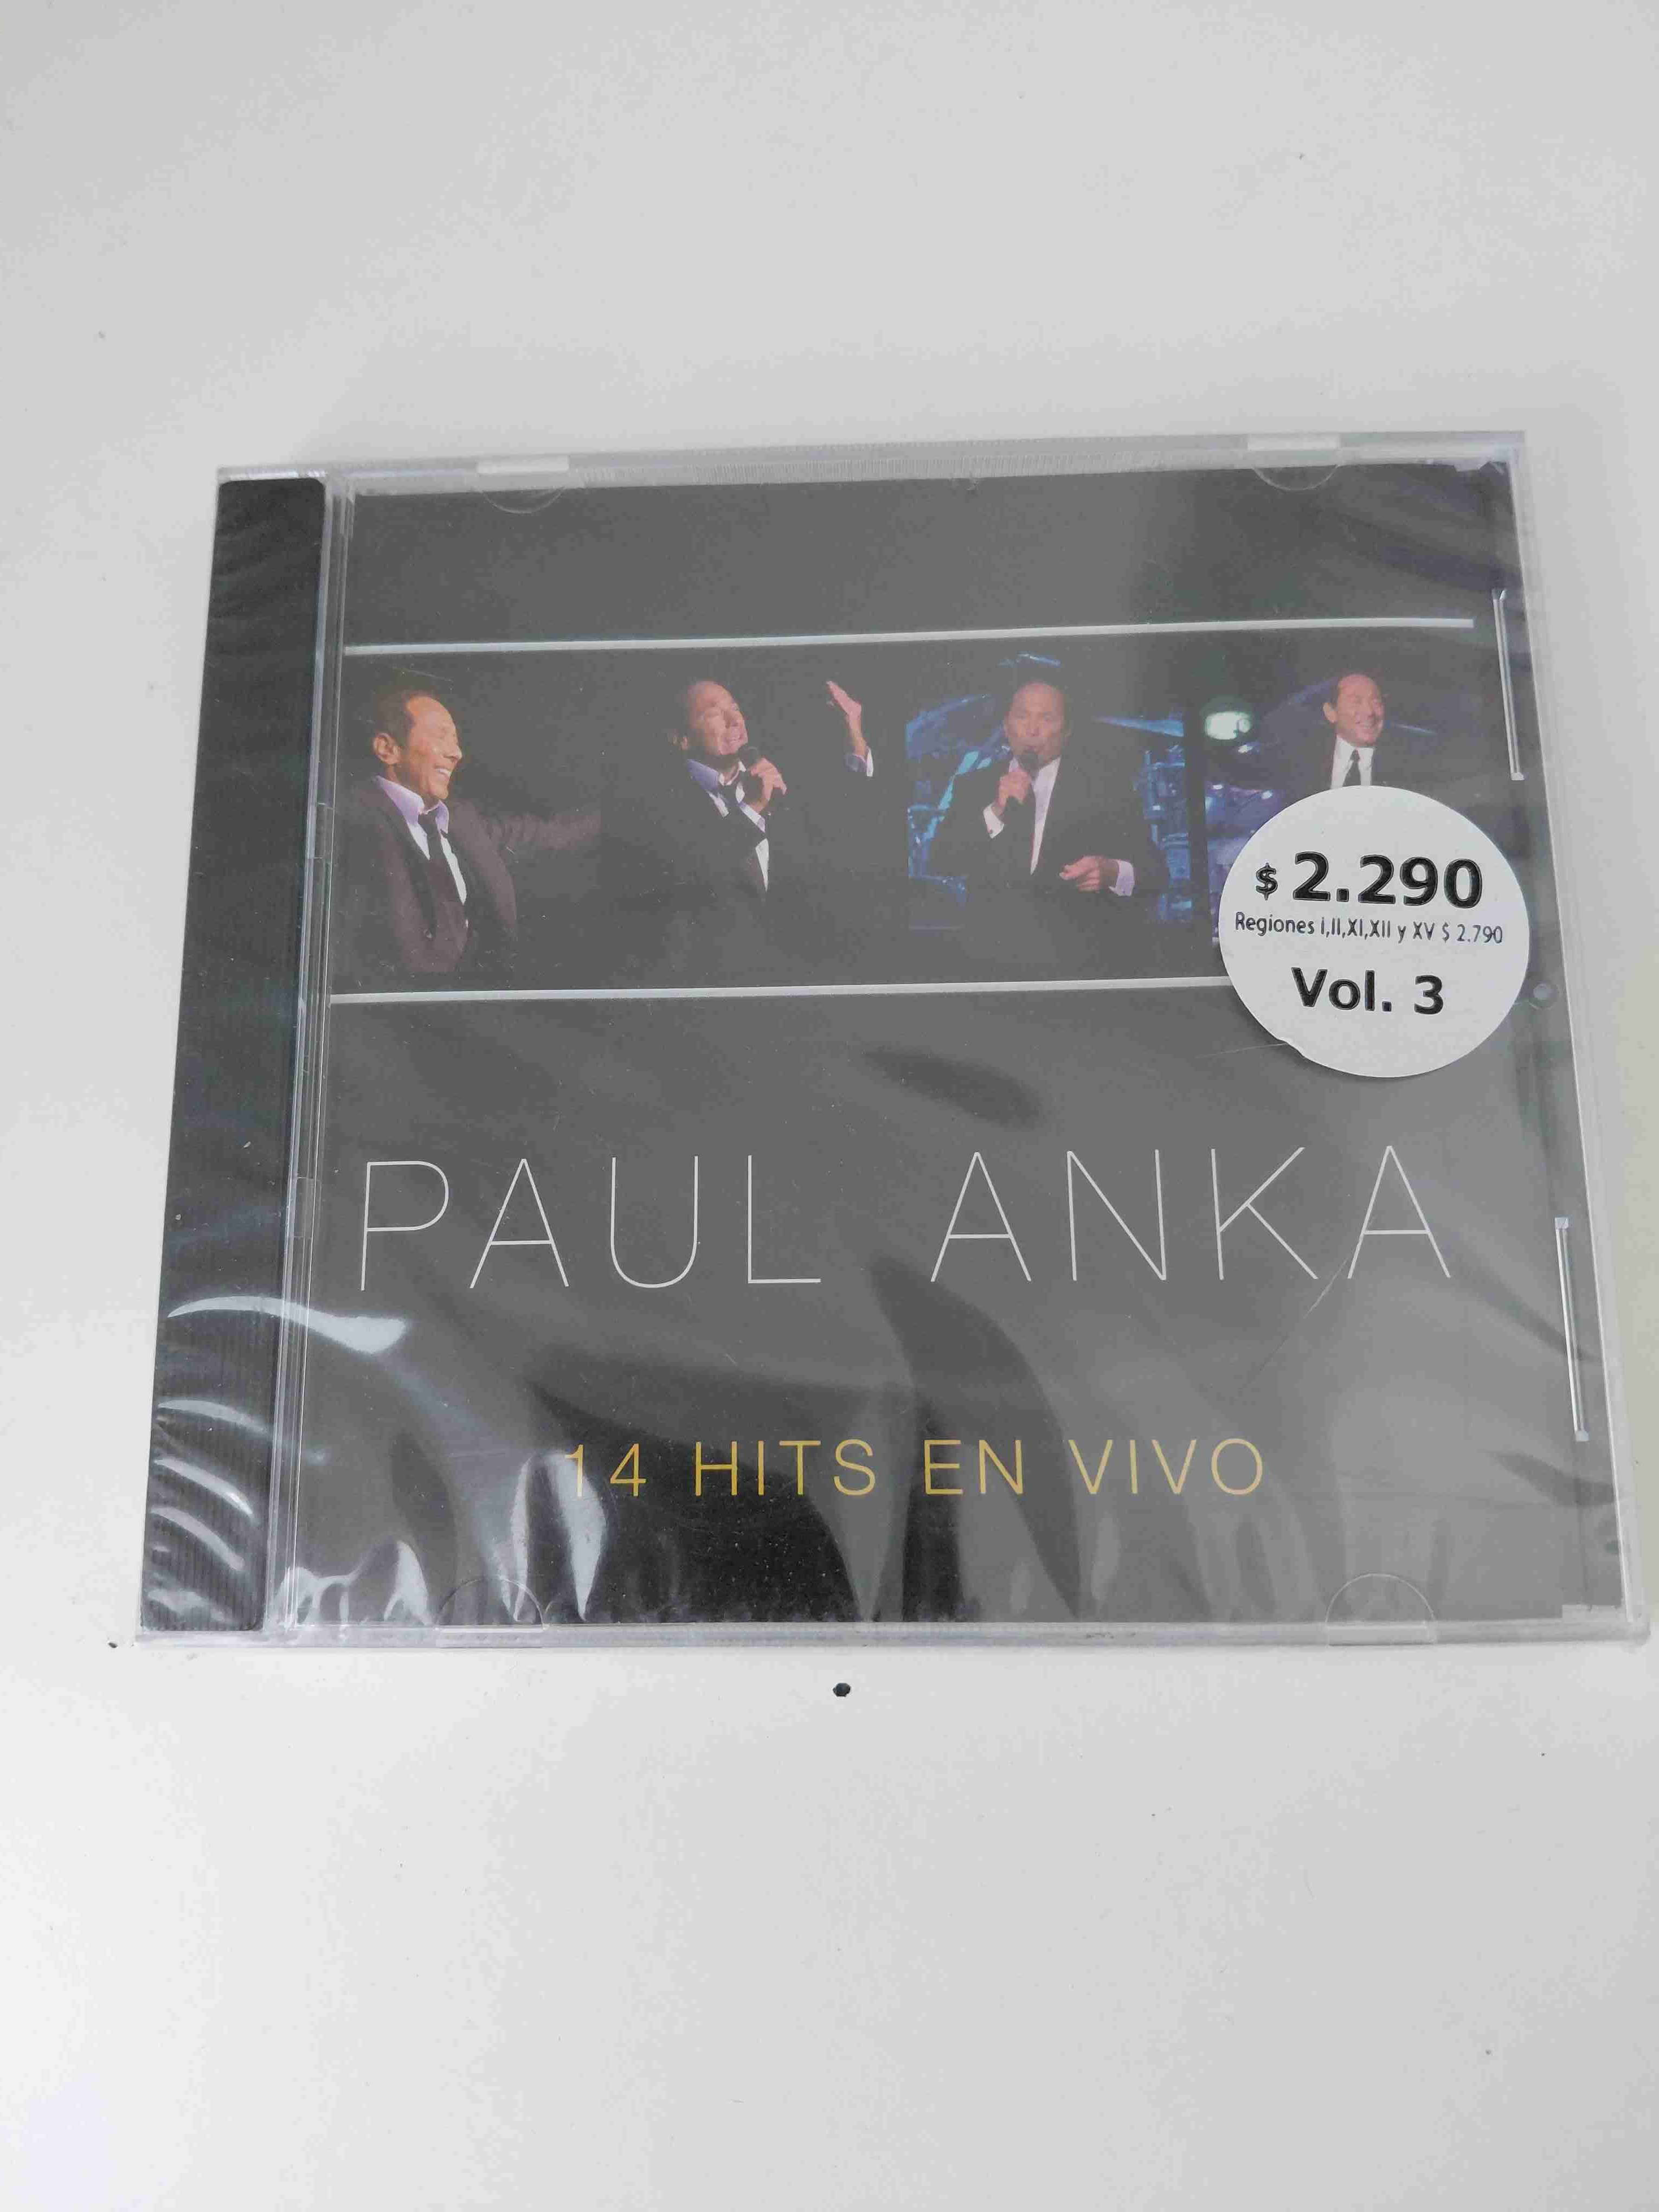 $ 2.290
Regiones I,II,XI,XII y XV $ 2.790
Vol. 3
PAUL ANKA
14 HITS EN VIVO